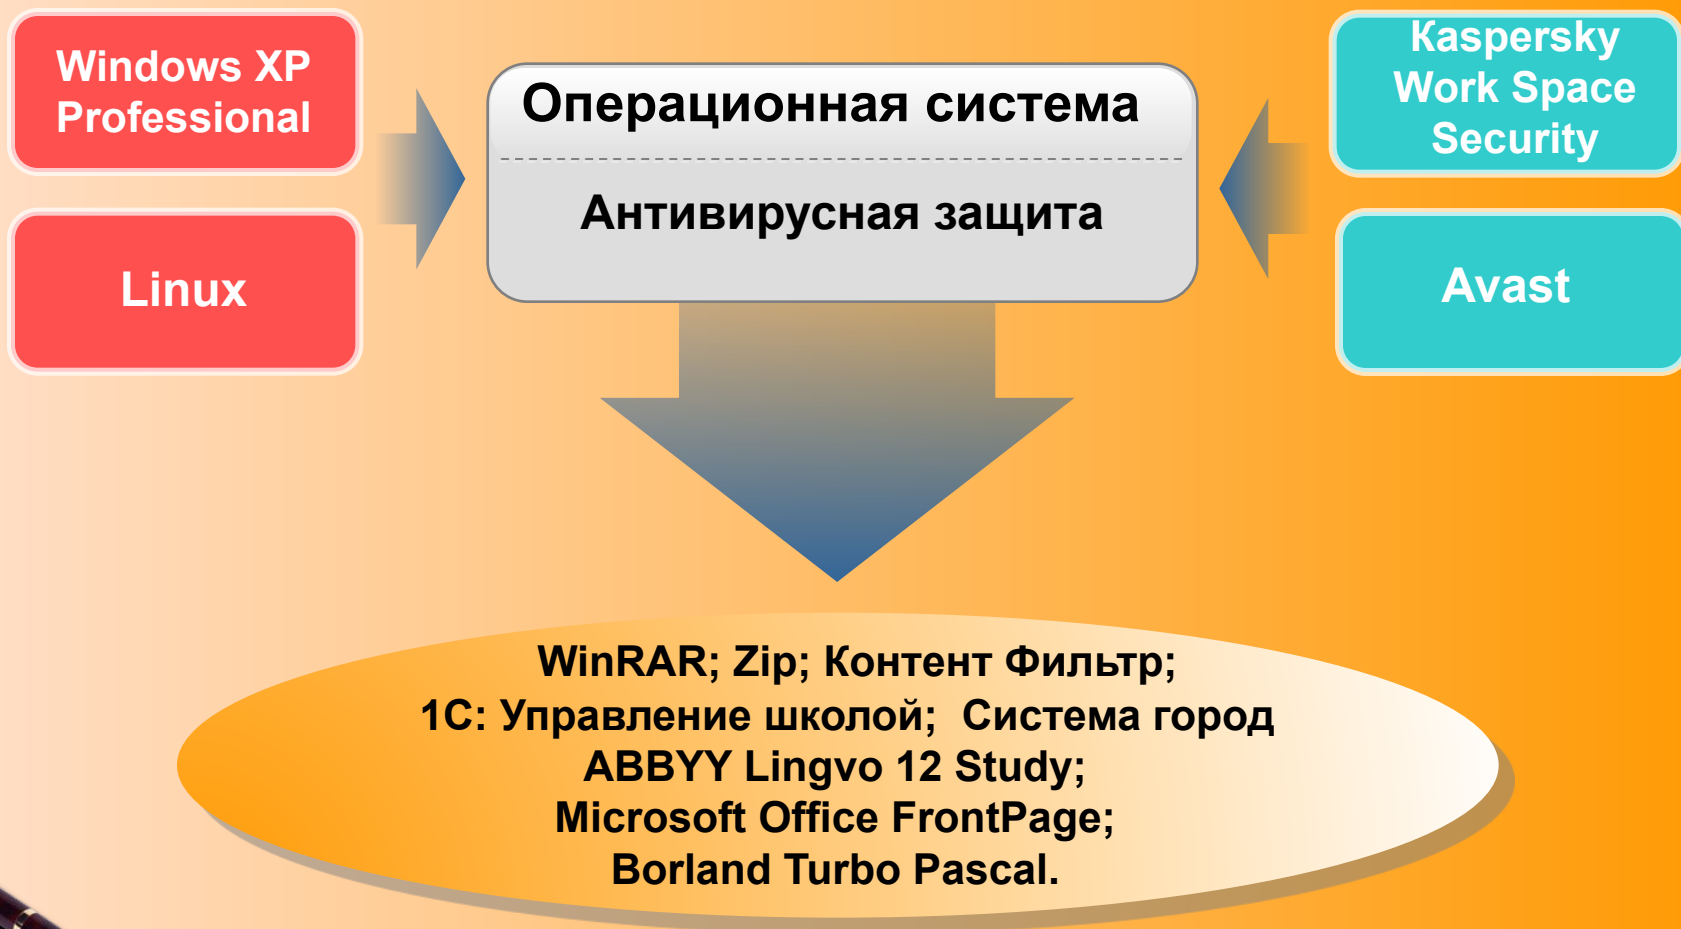 Windows XP
Professional
Linux
Операционная система
Антивирусная защита
Kaspersky
Work Space
Security
Avast
WinRAR; Zip; Контент Фильтр;
1С: Управление школой;  Система город
ABBYY Lingvo 12 Study;
Microsoft Office FrontPage;
Borland Turbo Pascal.